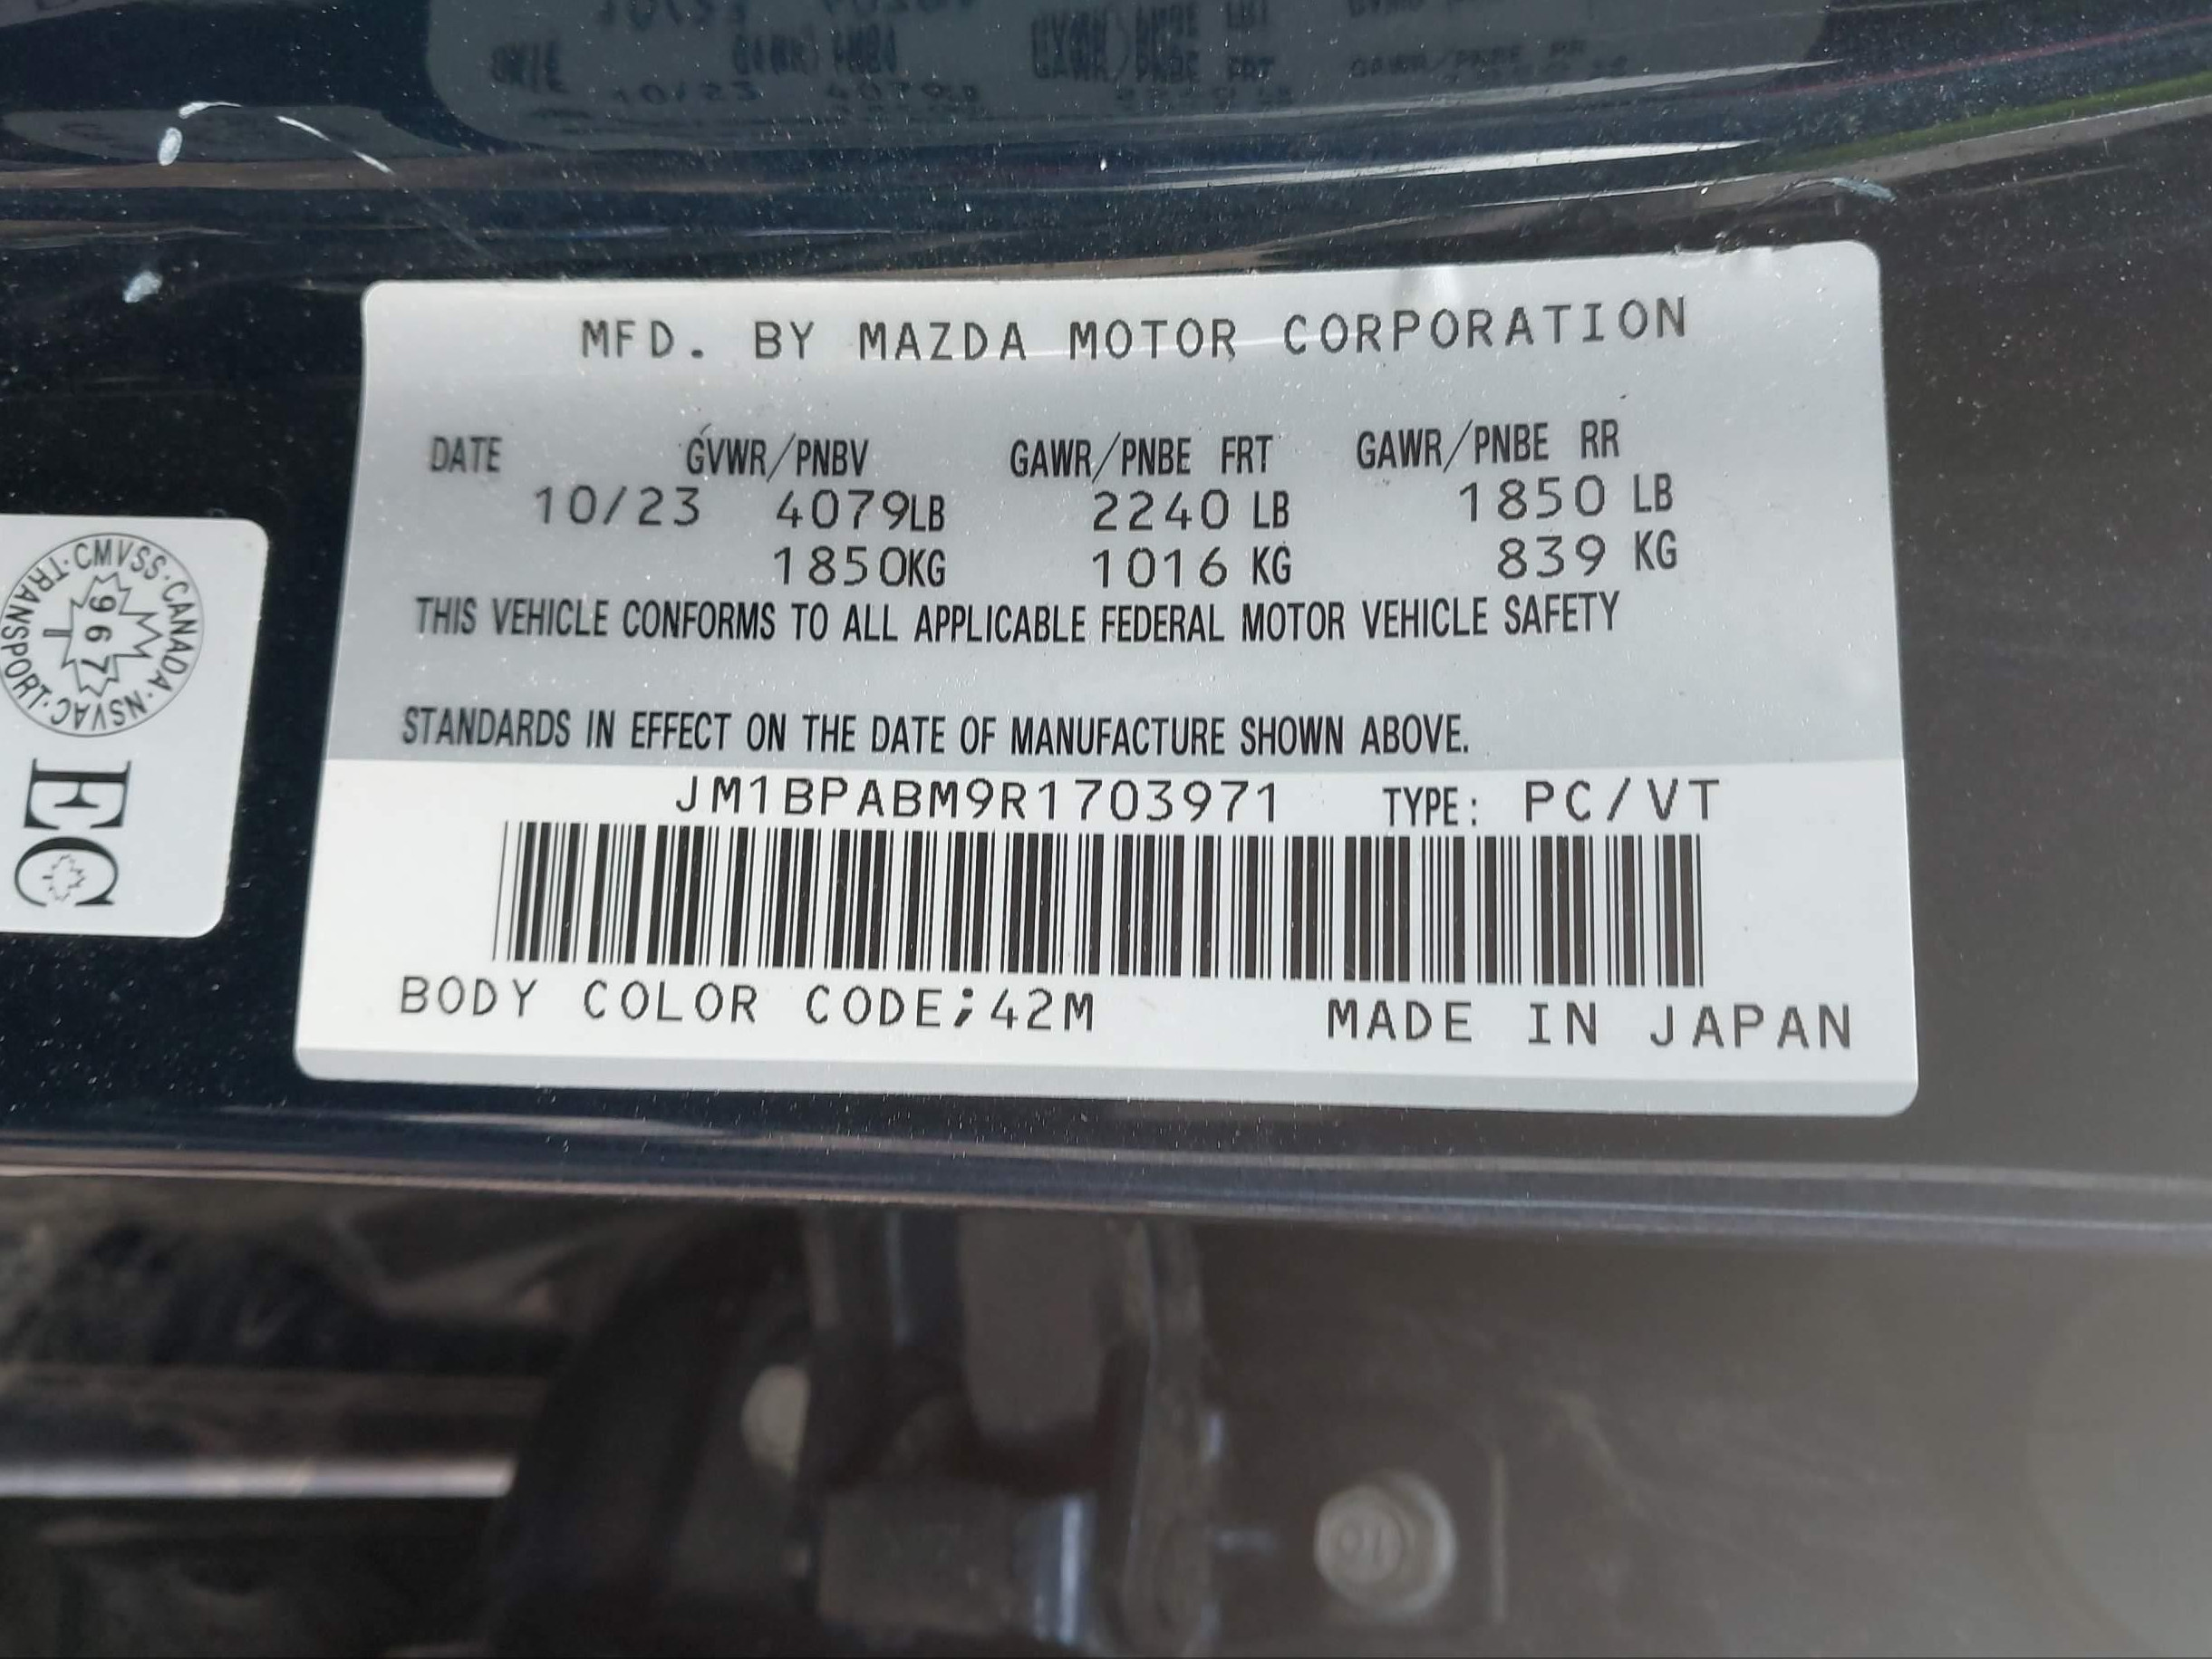 MFD. BY MAZDA MOTOR CORPORATION
DATE GVWR/PNBV GAWR/PNBE FRT GAWR/PNBE RR
10/23 4079LB 2240 LB 1850 LB
1850KG 1016 KG 839 KG
THIS VEHICLE CONFORMS TO ALL APPLICABLE FEDERAL MOTOR VEHICLE SAFETY
STANDARDS IN EFFECT ON THE DATE OF MANUFACTURE SHOWN ABOVE.
JM1BPABM9R1703971 TYPE: PC/VT
BODY COLOR CODE;42M MADE IN JAPAN
CMVSS·CANADA·NSVAC·TRANSPORT·
967
EC